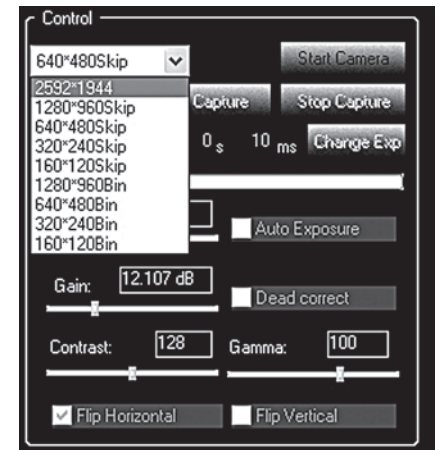 Control
640*480Skip
Start Camera
2592*1944
1280*960Skip
Capture
Stop Capture
640*480Skip
320*240Skip
0 s 10 ms Change Exp
160*120Skip
1280*960Bin
640*480Bin
320*240Bin
Auto Exposure
160*120Bin
Gain: 12.107 dB
Dead correct
Contrast: 128 Gamma: 100
Flip Horizontal Flip Vertical